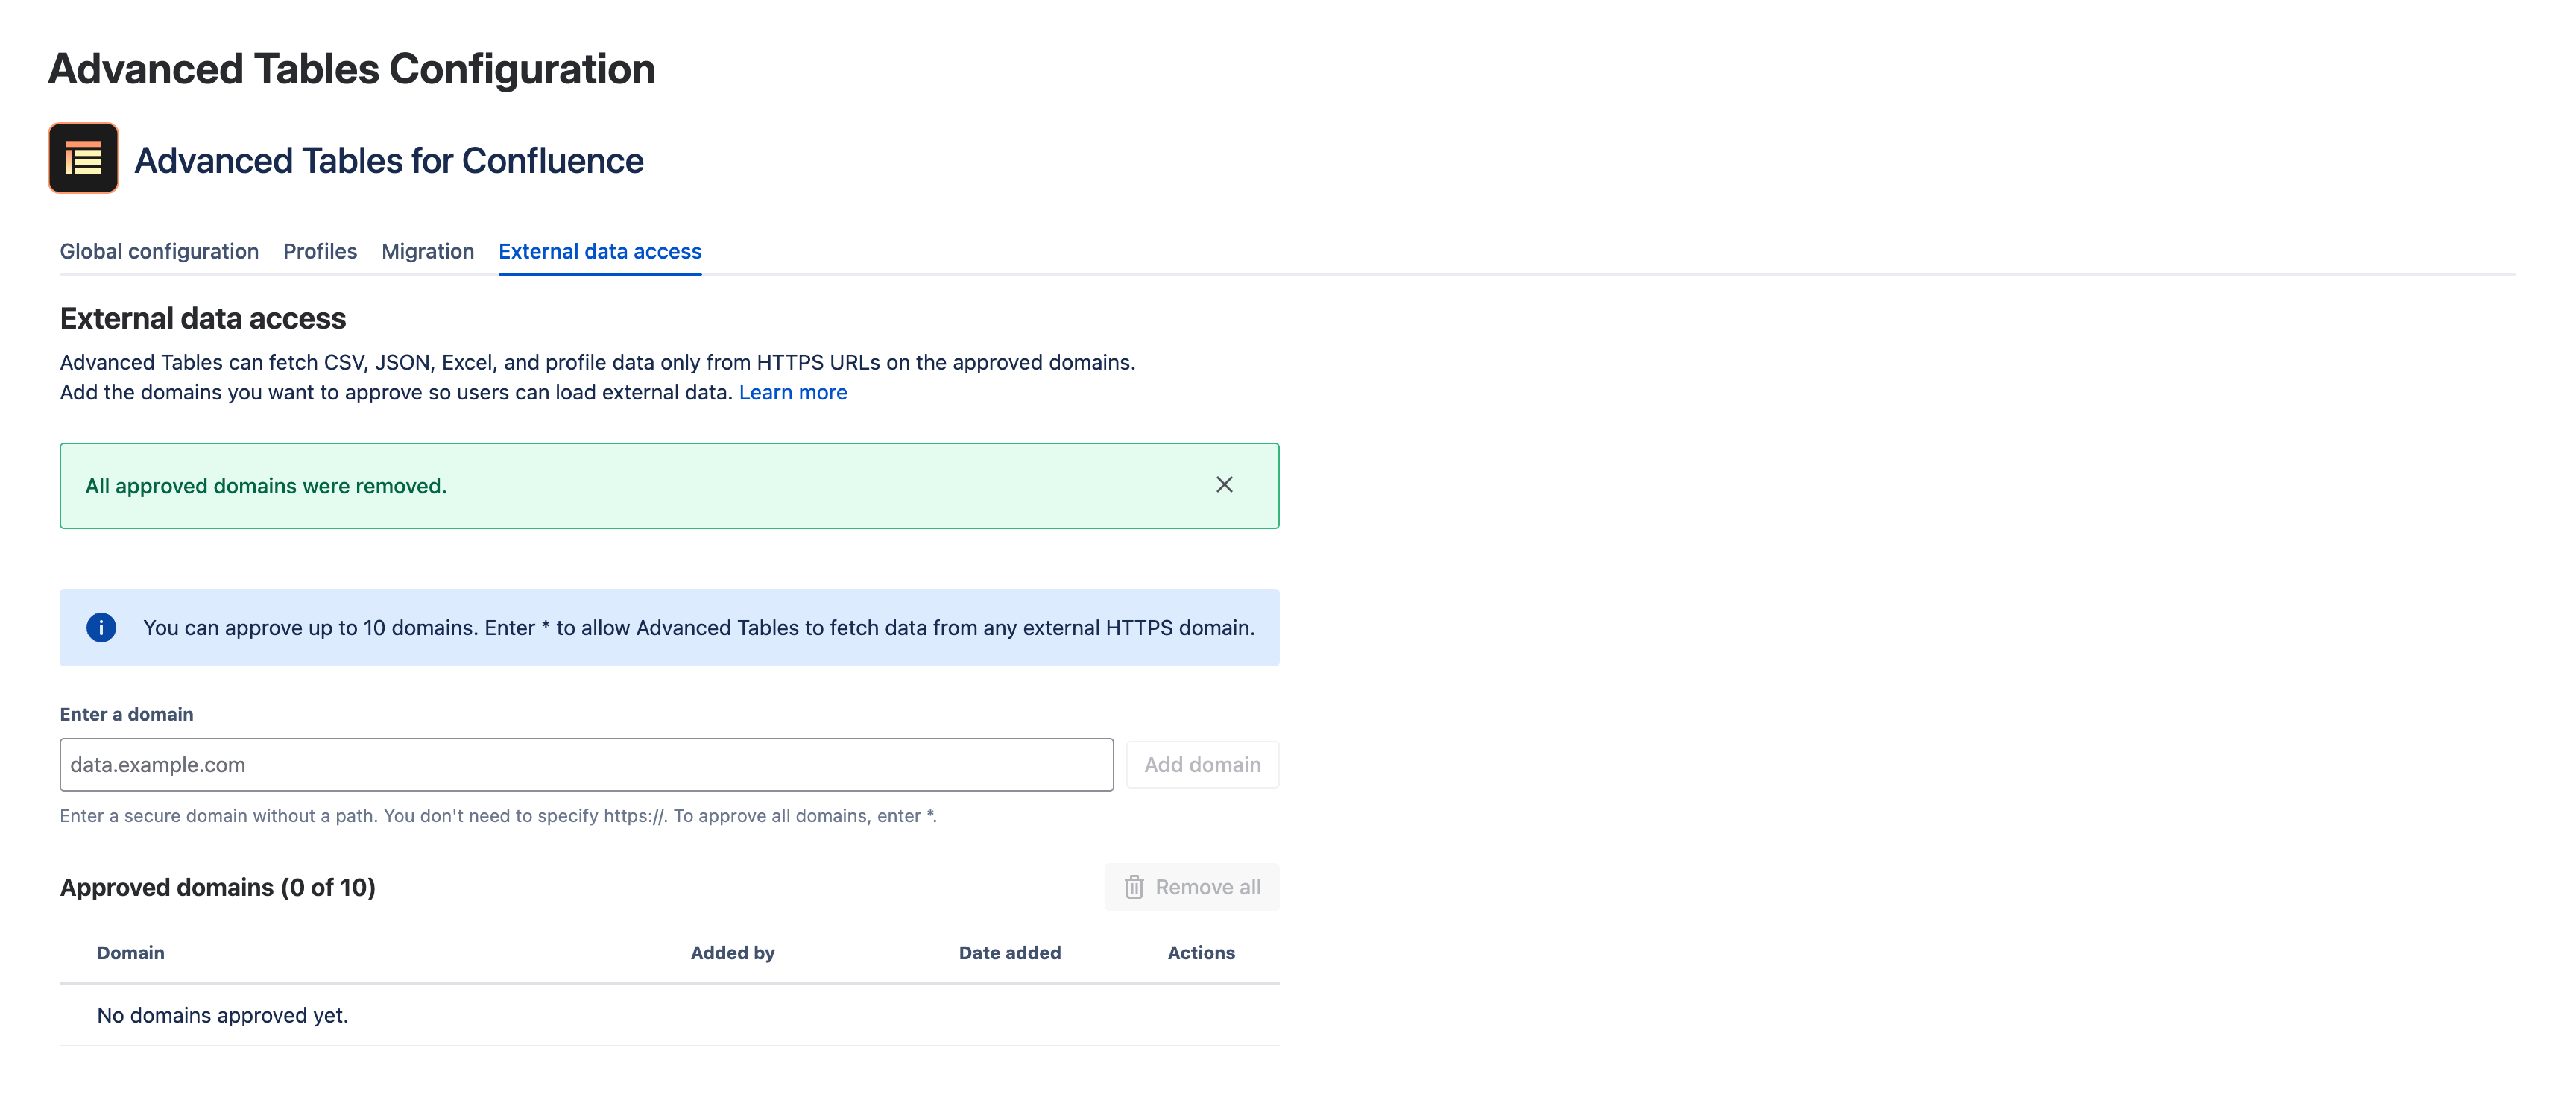 Advanced Tables Configuration
Advanced Tables for Confluence
Global configuration Profiles Migration External data access
External data access
Advanced Tables can fetch CSV, JSON, Excel, and profile data only from HTTPS URLs on the approved domains.
Add the domains you want to approve so users can load external data. Learn more
All approved domains were removed.
You can approve up to 10 domains. Enter * to allow Advanced Tables to fetch data from any external HTTPS domain.
Enter a domain
data.example.com Add domain
Enter a secure domain without a path. You don't need to specify https://. To approve all domains, enter *.
Approved domains (0 of 10) Remove all
Domain Added by Date added Actions
No domains approved yet.